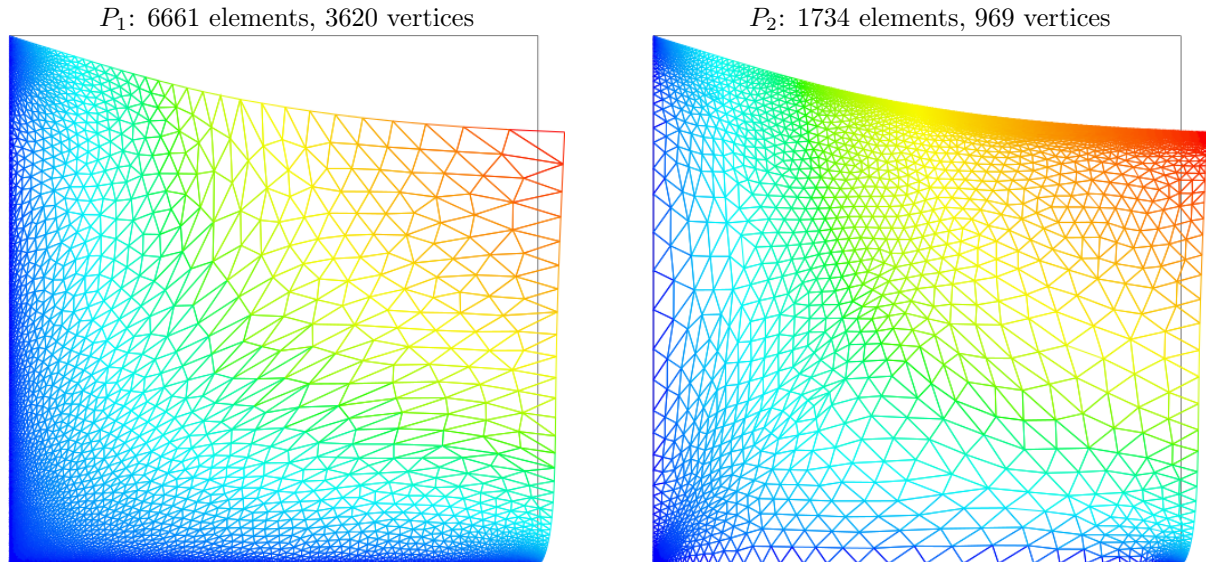 P₁: 6661 elements, 3620 vertices
P₂: 1734 elements, 969 vertices